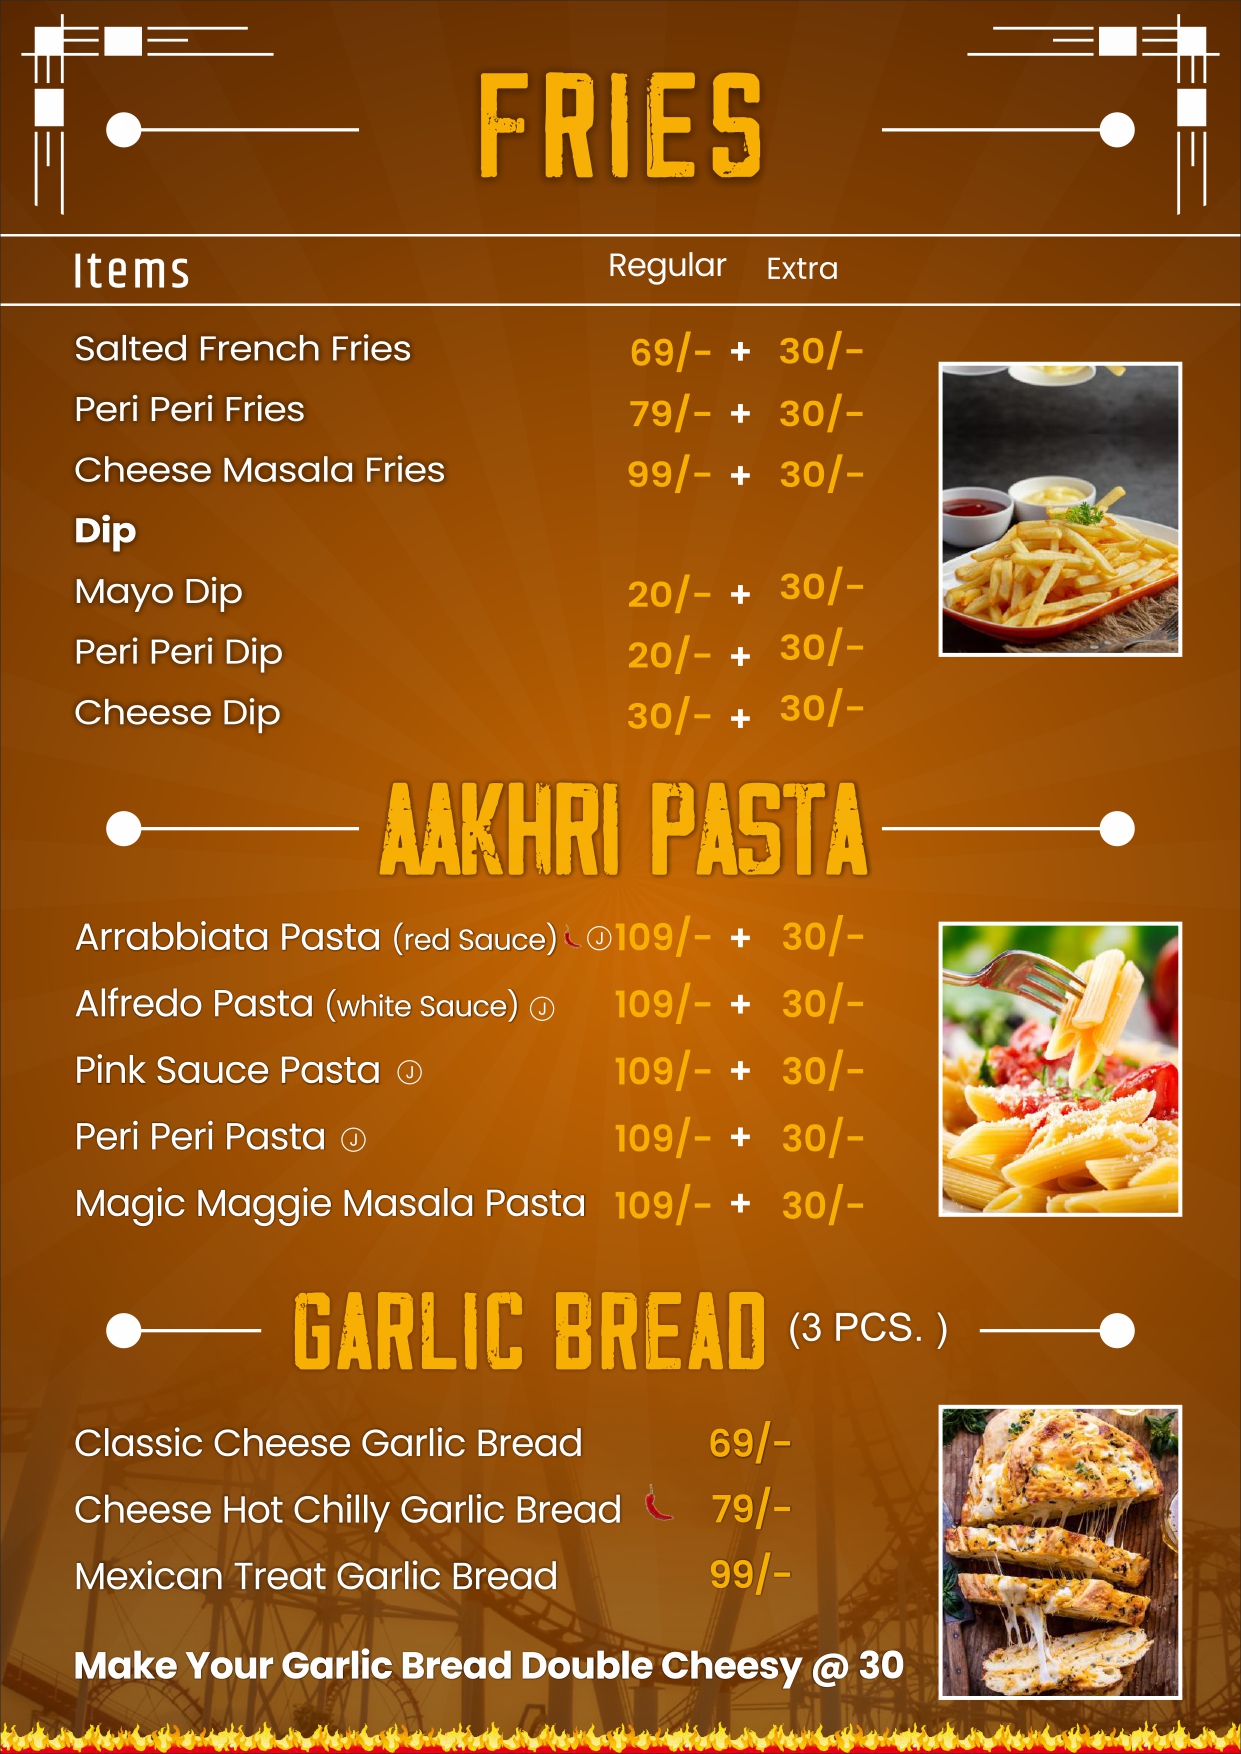 FRIES
Items Regular Extra
Salted French Fries 69/- + 30/-
Peri Peri Fries 79/- + 30/-
Cheese Masala Fries 99/- + 30/-
Dip
Mayo Dip 20/- + 30/-
Peri Peri Dip 20/- + 30/-
Cheese Dip 30/- + 30/-
AAKHRI PASTA
Arrabbiata Pasta (red Sauce) J 109/- + 30/-
Alfredo Pasta (white Sauce) J 109/- + 30/-
Pink Sauce Pasta J 109/- + 30/-
Peri Peri Pasta J 109/- + 30/-
Magic Maggie Masala Pasta 109/- + 30/-
GARLIC BREAD (3 PCS. )
Classic Cheese Garlic Bread 69/-
Cheese Hot Chilly Garlic Bread 79/-
Mexican Treat Garlic Bread 99/-
Make Your Garlic Bread Double Cheesy @ 30